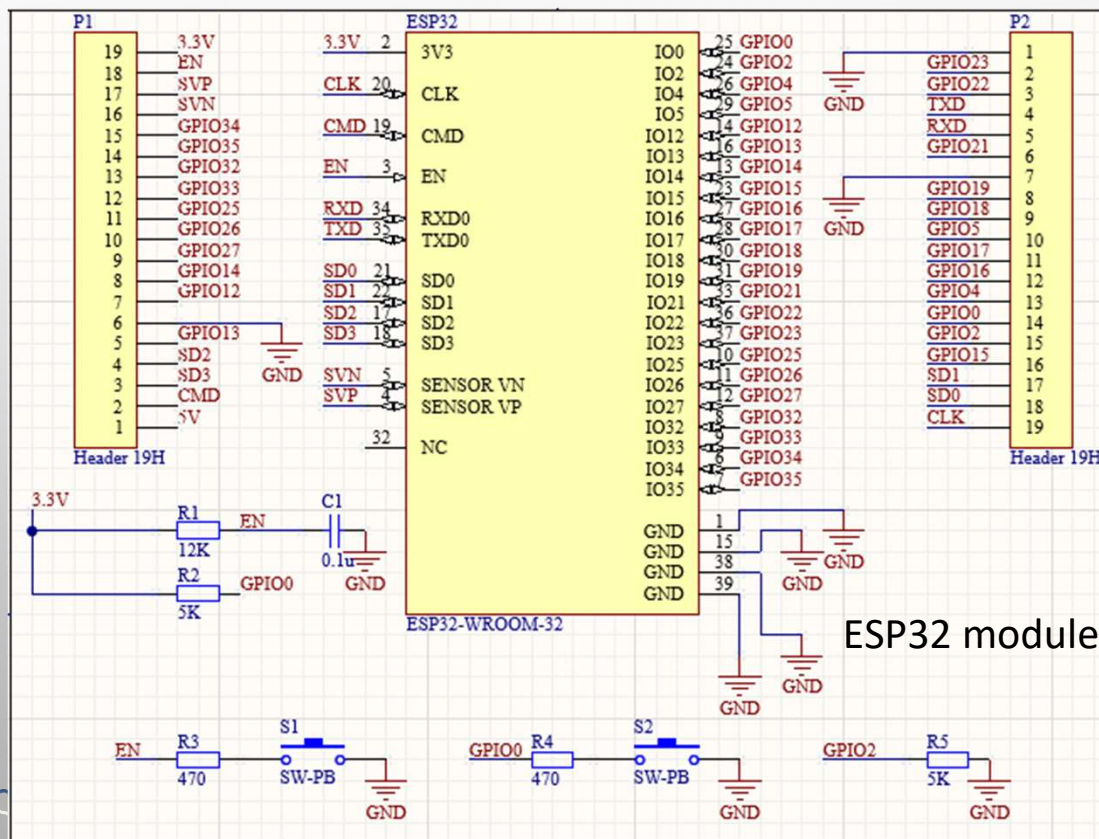 P1
19 3.3V
18 EN
17 SVP
16 SVN
15 GPIO34
14 GPIO35
13 GPIO32
12 GPIO33
11 GPIO25
10 GPIO26
9 GPIO27
8 GPIO14
7 GPIO12
6
5 GPIO13
4 SD2
3 SD3
2 CMD
1 5V
GND
Header 19H
ESP32
3.3V 2 3V3
CLK 20 CLK
CMD 19 CMD
EN 3 EN
RXD 34 RXD0
TXD 35 TXD0
SD0 21 SD0
SD1 22 SD1
SD2 17 SD2
SD3 18 SD3
SVN 5 SENSOR VN
SVP 4 SENSOR VP
32 NC
IO0 25 GPIO0
IO2 24 GPIO2
IO4 26 GPIO4
IO5 29 GPIO5
IO12 14 GPIO12
IO13 16 GPIO13
IO14 13 GPIO14
IO15 23 GPIO15
IO16 27 GPIO16
IO17 28 GPIO17
IO18 30 GPIO18
IO19 31 GPIO19
IO21 33 GPIO21
IO22 36 GPIO22
IO23 37 GPIO23
IO25 10 GPIO25
IO26 11 GPIO26
IO27 12 GPIO27
IO32 8 GPIO32
IO33 9 GPIO33
IO34 6 GPIO34
IO35 7 GPIO35
GND 1 GND
GND 15 GND
GND 38 GND
GND 39 GND
ESP32-WROOM-32
P2
GND 1
GPIO23 2
GPIO22 3
TXD 4
RXD 5
GPIO21 6
GND 7
GPIO19 8
GPIO18 9
GPIO5 10
GPIO17 11
GPIO16 12
GPIO4 13
GPIO0 14
GPIO2 15
GPIO15 16
SD1 17
SD0 18
CLK 19
Header 19H
3.3V
R1 EN C1
12K 0.1u GND
R2 GPIO0
5K
ESP32 module
EN R3 S1
470 SW-PB GND
GPIO0 R4 S2
470 SW-PB GND
GPIO2 R5
5K GND